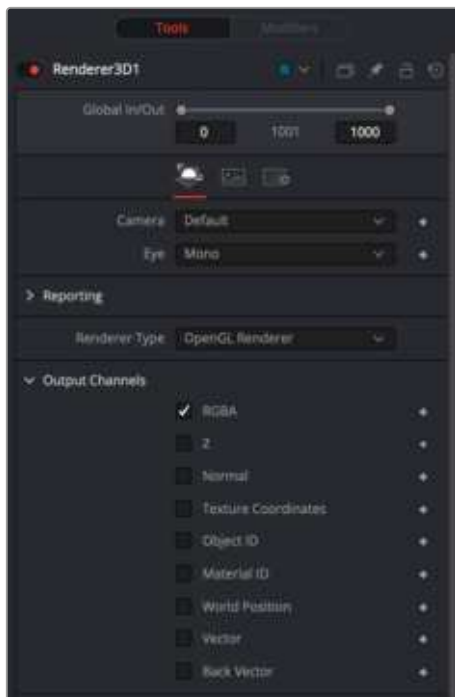 Tools Modifiers
Renderer3D1
Global In/Out
0 1001 1000
Camera Default
Eye Mono
Reporting
Renderer Type OpenGL Renderer
Output Channels
RGBA
Z
Normal
Texture Coordinates
Object ID
Material ID
World Position
Vector
Back Vector